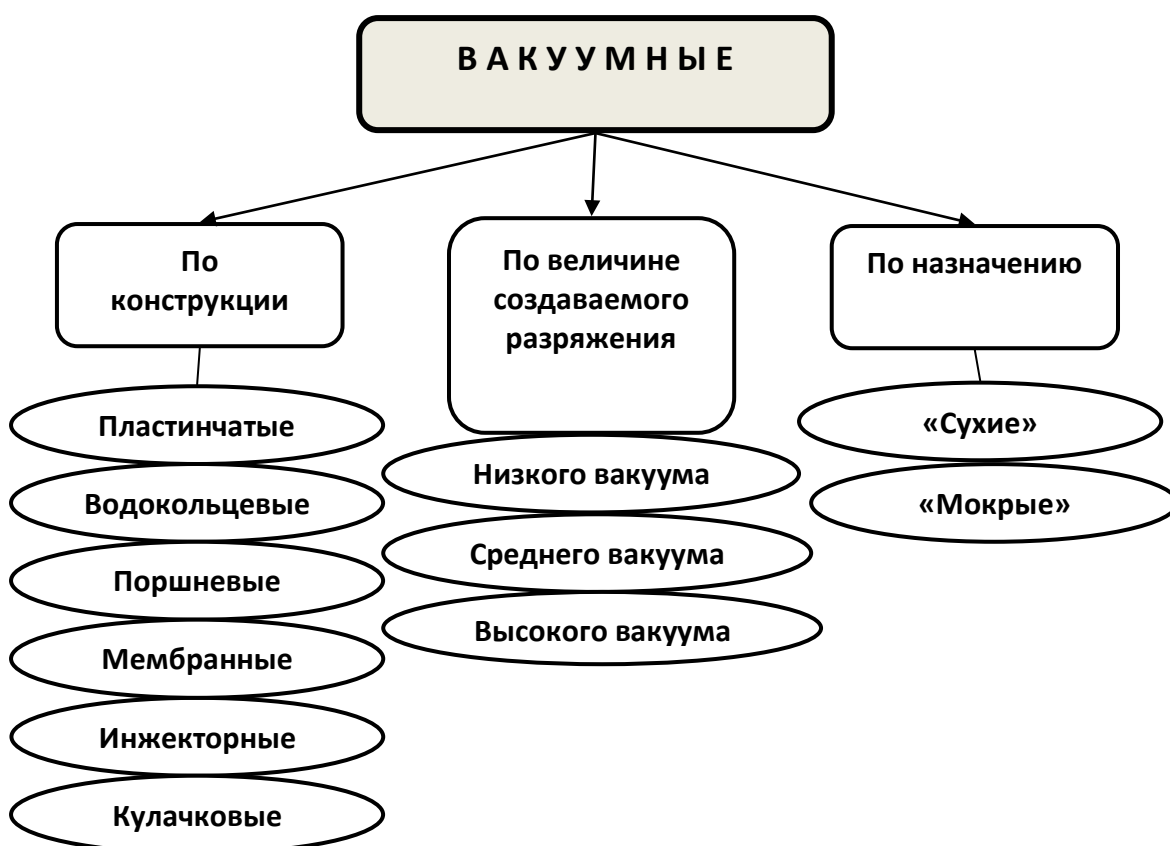 В А К У У М Н Ы Е
По
конструкции
Пластинчатые
Водокольцевые
Поршневые
Мембранные
Инжекторные
Кулачковые
По величине
создаваемого
разряжения
Низкого вакуума
Среднего вакуума
Высокого вакуума
По назначению
«Сухие»
«Мокрые»